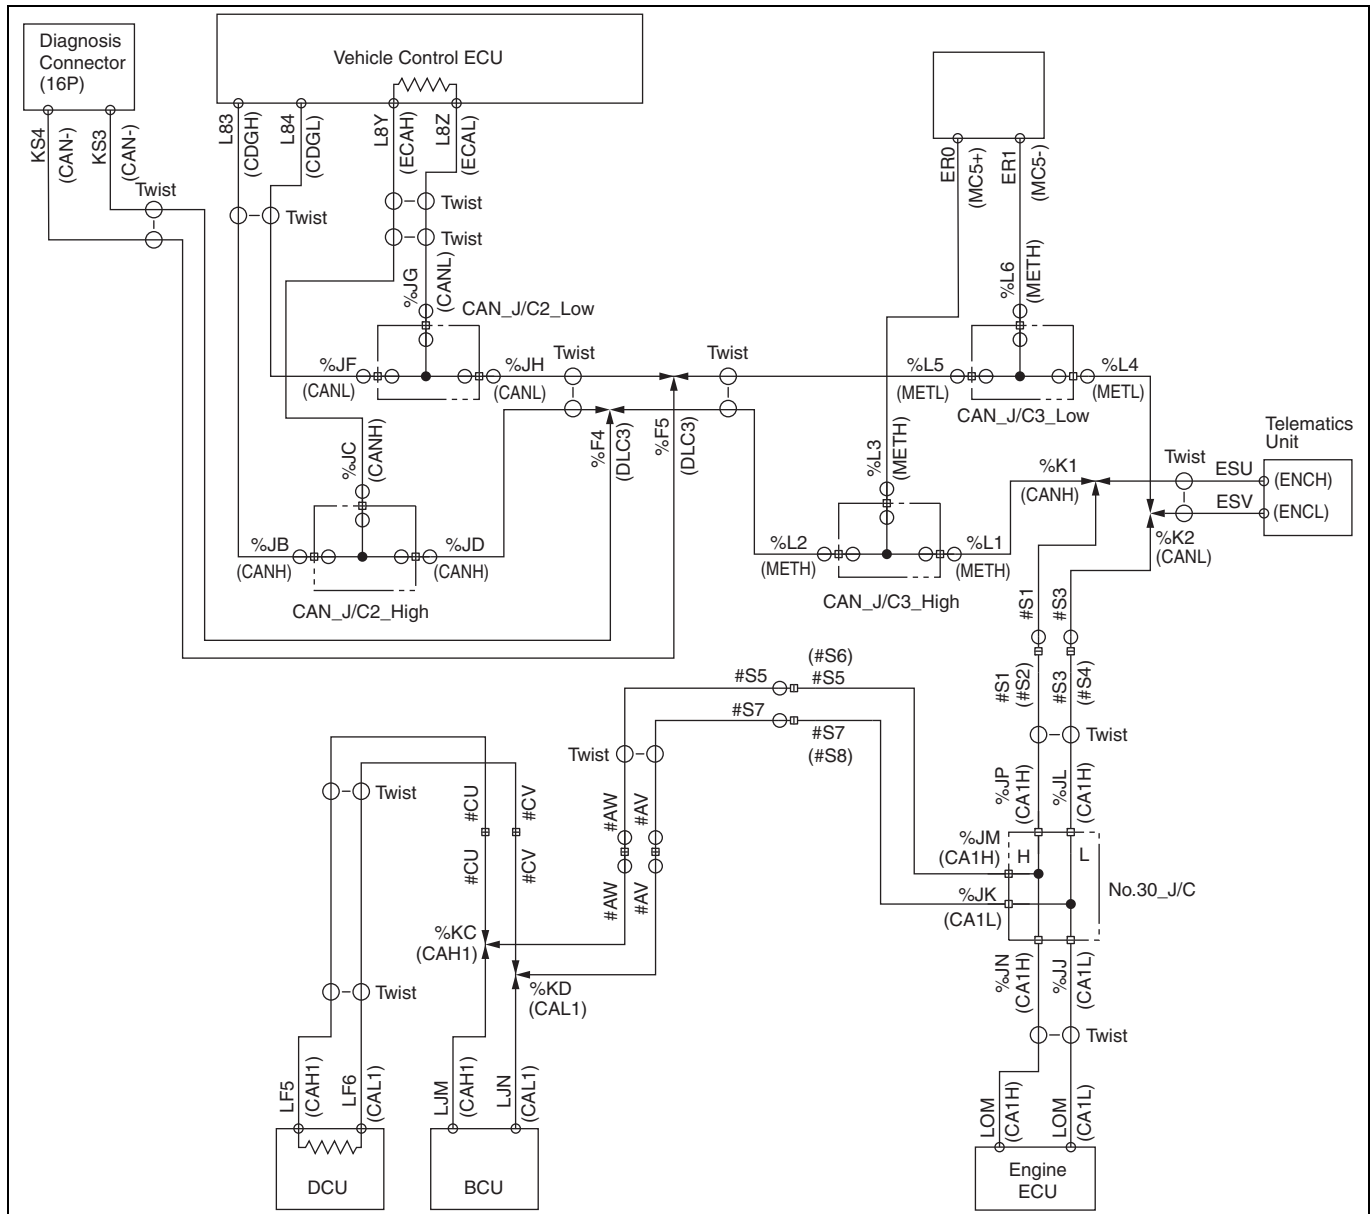 Diagnosis
Connector
(16P)
Vehicle Control ECU
KS4
(CAN-)
KS3
(CAN-)
L83
(CDGH)
L84
(CDGL)
L8Y
(ECAH)
L8Z
(ECAL)
ER0
(MC5+)
ER1
(MC5-)
Twist
Twist
Twist
Twist
%JG
(CANL)
%L6
(METH)
CAN_J/C2_Low
%JF
(CANL)
%JH
(CANL)
Twist
Twist
%L5
(METL)
%L4
(METL)
CAN_J/C3_Low
%F4
(DLC3)
%F5
(DLC3)
%JC
(CANH)
%L3
(METH)
Telematics
Unit
Twist
ESU
(ENCH)
ESV
(ENCL)
%K1
(CANH)
%K2
(CANL)
%JB
(CANH)
%JD
(CANH)
CAN_J/C2_High
%L2
(METH)
%L1
(METH)
CAN_J/C3_High
#S1
#S3
#S5
(#S6)
#S5
#S7
#S7
(#S8)
#S1
(#S2)
#S3
(#S4)
Twist
Twist
Twist
#CU
#CV
#AW
#AV
%JP
(CA1H)
%JL
(CA1H)
%JM
(CA1H)
H
L
No.30_J/C
%JK
(CA1L)
#CU
#CV
#AW
#AV
%KC
(CAH1)
%KD
(CAL1)
%JN
(CA1H)
%JJ
(CA1L)
Twist
Twist
LF5
(CAH1)
LF6
(CAL1)
LJM
(CAH1)
LJN
(CAL1)
LOM
(CA1H)
LOM
(CA1L)
DCU
BCU
Engine
ECU